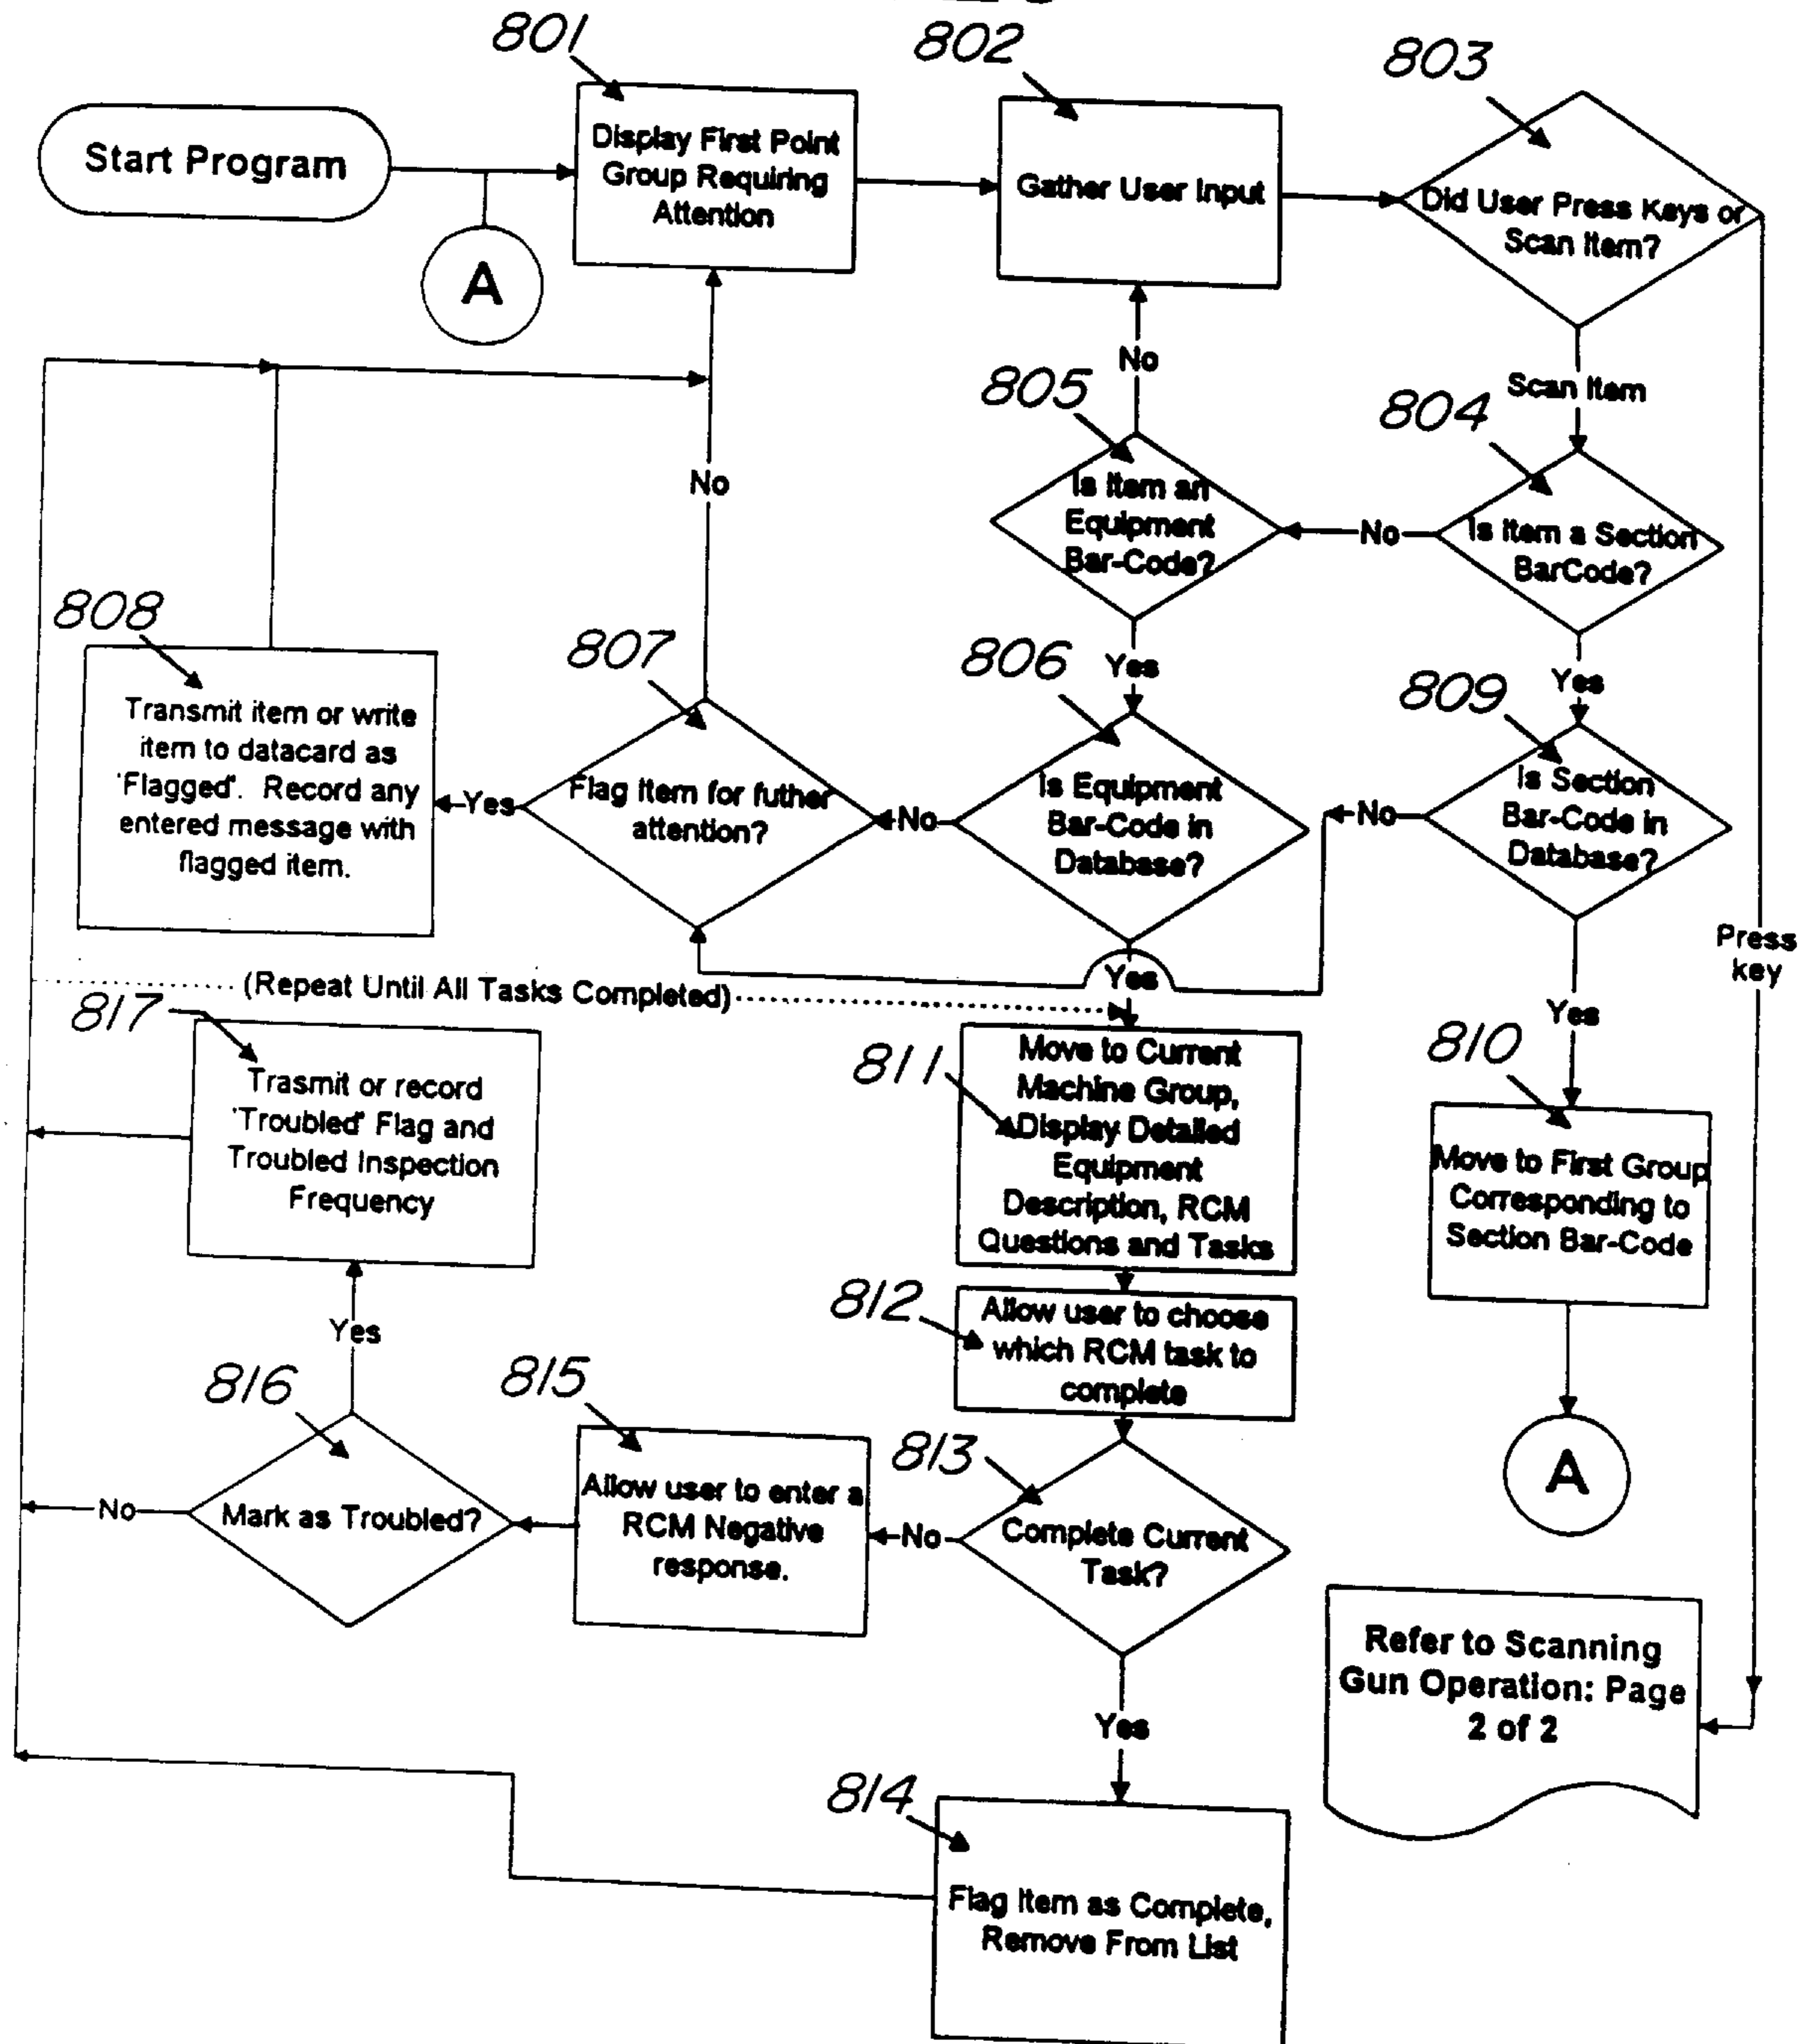 801
802
803
Start Program
Display First Point
Group Requiring
Attention
Gather User Input
Did User Press Keys or
Scan Item?
A
No
Scan Item
805
804
No
Is Item an
Equipment
Bar-Code?
No
Is Item a Section
BarCode?
808
807
806
Yes
809
Yes
Transmit item or write
item to datacard as
'Flagged'. Record any
entered message with
flagged item.
Yes
Flag Item for futher
attention?
No
Is Equipment
Bar-Code in
Database?
No
Is Section
Bar-Code in
Database?
Press
key
Yes
(Repeat Until All Tasks Completed)
817
Yes
810
811
Trasmit or record
'Troubled' Flag and
Troubled Inspection
Frequency
Move to Current
Machine Group,
Display Detailed
Equipment
Description, RCM
Questions and Tasks
Move to First Group
Corresponding to
Section Bar-Code
812
Allow user to choose
which RCM task to
complete
Yes
816
815
813
A
No
Mark as Troubled?
Allow user to enter a
RCM Negative
response.
No
Complete Current
Task?
Refer to Scanning
Gun Operation: Page
2 of 2
Yes
814
Flag Item as Complete,
Remove From List